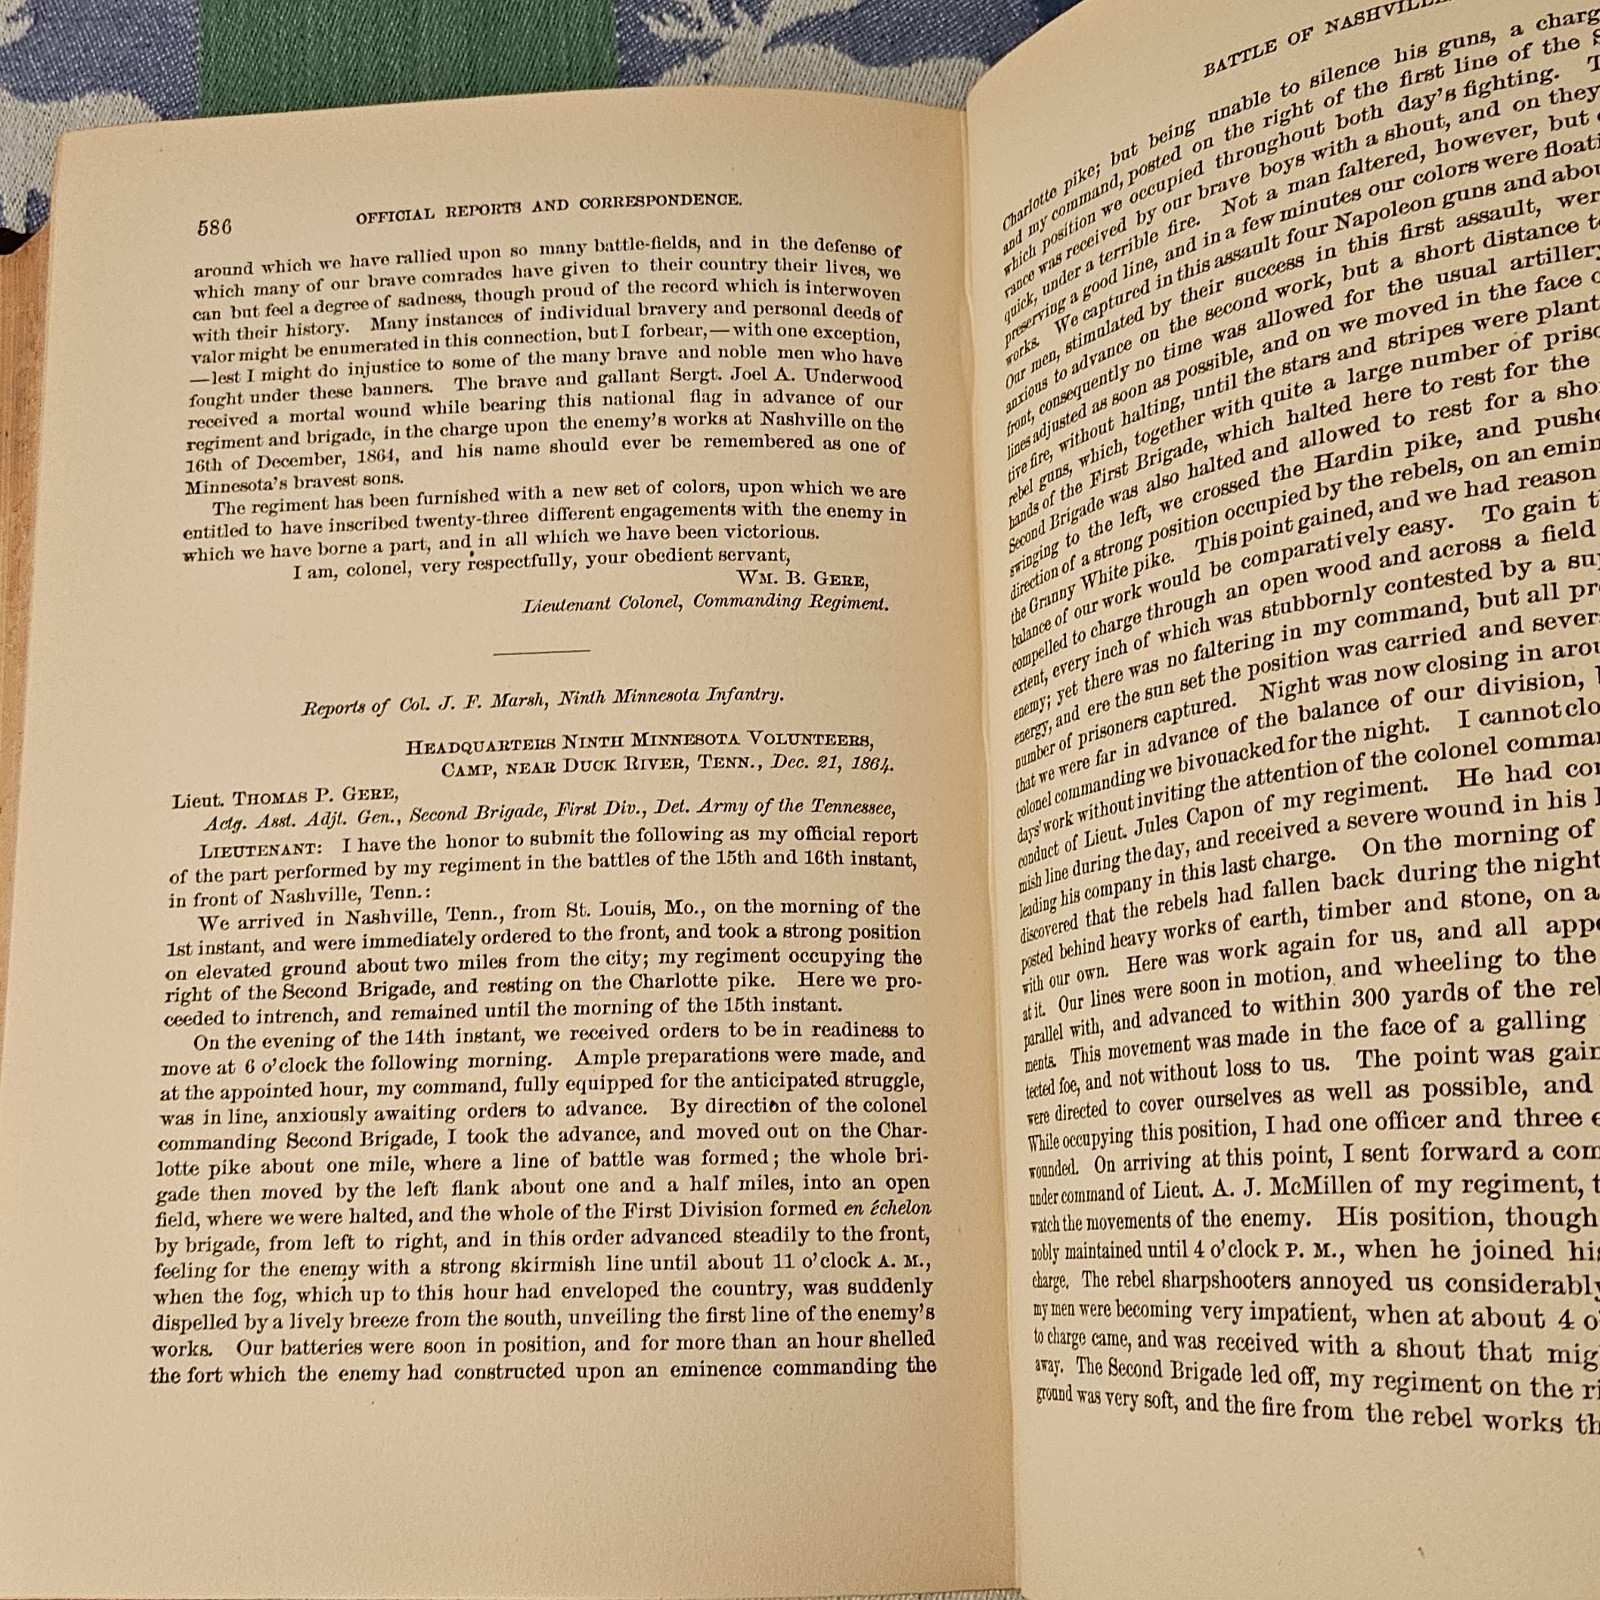 586
OFFICIAL REPORTS AND CORRESPONDENCE.
around which we have rallied upon so many battle-fields, and in the defense of
which many of our brave comrades have given to their country their lives, we
can but feel a degree of sadness, though proud of the record which is interwoven
with their history. Many instances of individual bravery and personal deeds of
valor might be enumerated in this connection, but I forbear,—with one exception,
—lest I might do injustice to some of the many brave and noble men who have
fought under these banners. The brave and gallant Sergt. Joel A. Underwood
received a mortal wound while bearing this national flag in advance of our
regiment and brigade, in the charge upon the enemy's works at Nashville on the
16th of December, 1864, and his name should ever be remembered as one of
Minnesota's bravest sons.
The regiment has been furnished with a new set of colors, upon which we are
entitled to have inscribed twenty-three different engagements with the enemy in
which we have borne a part, and in all which we have been victorious.
I am, colonel, very respectfully, your obedient servant,
WM. B. GERE,
Lieutenant Colonel, Commanding Regiment.
Reports of Col. J. F. Marsh, Ninth Minnesota Infantry.
HEADQUARTERS NINTH MINNESOTA VOLUNTEERS,
CAMP, NEAR DUCK RIVER, TENN., Dec. 21, 1864.
Lieut. THOMAS P. GERE,
Actg. Asst. Adjt. Gen., Second Brigade, First Div., Det. Army of the Tennessee,
LIEUTENANT: I have the honor to submit the following as my official report
of the part performed by my regiment in the battles of the 15th and 16th instant,
in front of Nashville, Tenn.:
We arrived in Nashville, Tenn., from St. Louis, Mo., on the morning of the
1st instant, and were immediately ordered to the front, and took a strong position
on elevated ground about two miles from the city; my regiment occupying the
right of the Second Brigade, and resting on the Charlotte pike. Here we pro-
ceeded to intrench, and remained until the morning of the 15th instant.
On the evening of the 14th instant, we received orders to be in readiness to
move at 6 o'clock the following morning. Ample preparations were made, and
at the appointed hour, my command, fully equipped for the anticipated struggle,
was in line, anxiously awaiting orders to advance. By direction of the colonel
commanding Second Brigade, I took the advance, and moved out on the Char-
lotte pike about one mile, where a line of battle was formed; the whole bri-
gade then moved by the left flank about one and a half miles, into an open
field, where we were halted, and the whole of the First Division formed en échelon
by brigade, from left to right, and in this order advanced steadily to the front,
feeling for the enemy with a strong skirmish line until about 11 o'clock A. M.,
when the fog, which up to this hour had enveloped the country, was suddenly
dispelled by a lively breeze from the south, unveiling the first line of the enemy's
works. Our batteries were soon in position, and for more than an hour shelled
the fort which the enemy had constructed upon an eminence commanding the
BATTLE OF NASHVILLE
Charlotte pike; but being unable to silence his guns, a charg
and my command, posted on the right of the first line of the S
which position we occupied throughout both day's fighting. T
vance was received by our brave boys with a shout, and on they
quick, under a terrible fire. Not a man faltered, however, but
preserving a good line, and in a few minutes our colors were floati
works. We captured in this assault four Napoleon guns and abou
Our men, stimulated by their success in this first assault, wer
anxious to advance on the second work, but a short distance t
front, consequently no time was allowed for the usual artillery
lines adjusted as soon as possible, and on we moved in the face o
tive fire, without halting, until the stars and stripes were plant
rebel guns, which, together with quite a large number of priso
hands of the First Brigade, which halted here to rest for the
Second Brigade was also halted and allowed to rest for a sho
swinging to the left, we crossed the Hardin pike, and pushe
direction of a strong position occupied by the rebels, on an emin
the Granny White pike. This point gained, and we had reason
balance of our work would be comparatively easy. To gain t
compelled to charge through an open wood and across a field
extent, every inch of which was stubbornly contested by a su
enemy; yet there was no faltering in my command, but all pr
energy, and ere the sun set the position was carried and sever
number of prisoners captured. Night was now closing in arou
that we were far in advance of the balance of our division,
colonel commanding we bivouacked for the night. I cannot clo
days' work without inviting the attention of the colonel comma
conduct of Lieut. Jules Capon of my regiment. He had co
mish line during the day, and received a severe wound in his
leading his company in this last charge. On the morning of
discovered that the rebels had fallen back during the night
posted behind heavy works of earth, timber and stone, on a
with our own. Here was work again for us, and all appe
at it. Our lines were soon in motion, and wheeling to the
parallel with, and advanced to within 300 yards of the re
ments. This movement was made in the face of a galling
tected foe, and not without loss to us. The point was gain
were directed to cover ourselves as well as possible, and
While occupying this position, I had one officer and three e
wounded. On arriving at this point, I sent forward a com
under command of Lieut. A. J. McMillen of my regiment, t
watch the movements of the enemy. His position, though
nobly maintained until 4 o'clock P. M., when he joined his
charge. The rebel sharpshooters annoyed us considerably
my men were becoming very impatient, when at about 4 o'
to charge came, and was received with a shout that mig
away. The Second Brigade led off, my regiment on the ri
ground was very soft, and the fire from the rebel works th